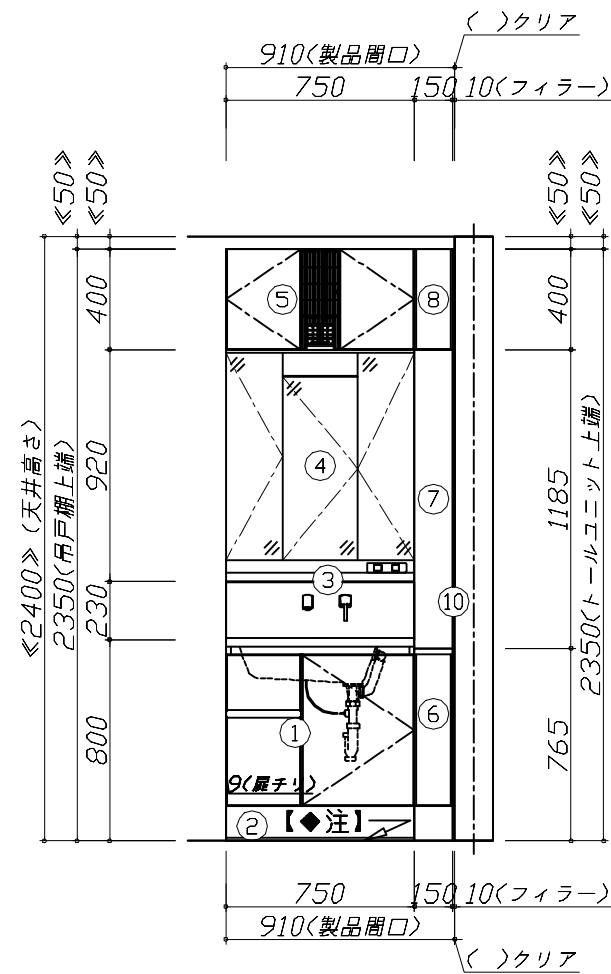 ( )クリア
910(製品間口)
750
150
10(フィラー)
≪50≫
≪50≫
≪50≫
≪50≫
400
920
230
800
2350(吊戸棚上端)
≪2400≫(天井高さ)
400
1185
765
2350(トールユニット上端)
5
8
4
7
3
10
1
6
9(扉チリ)
2
【◆注】
750
150
10(フィラー)
910(製品間口)
( )クリア